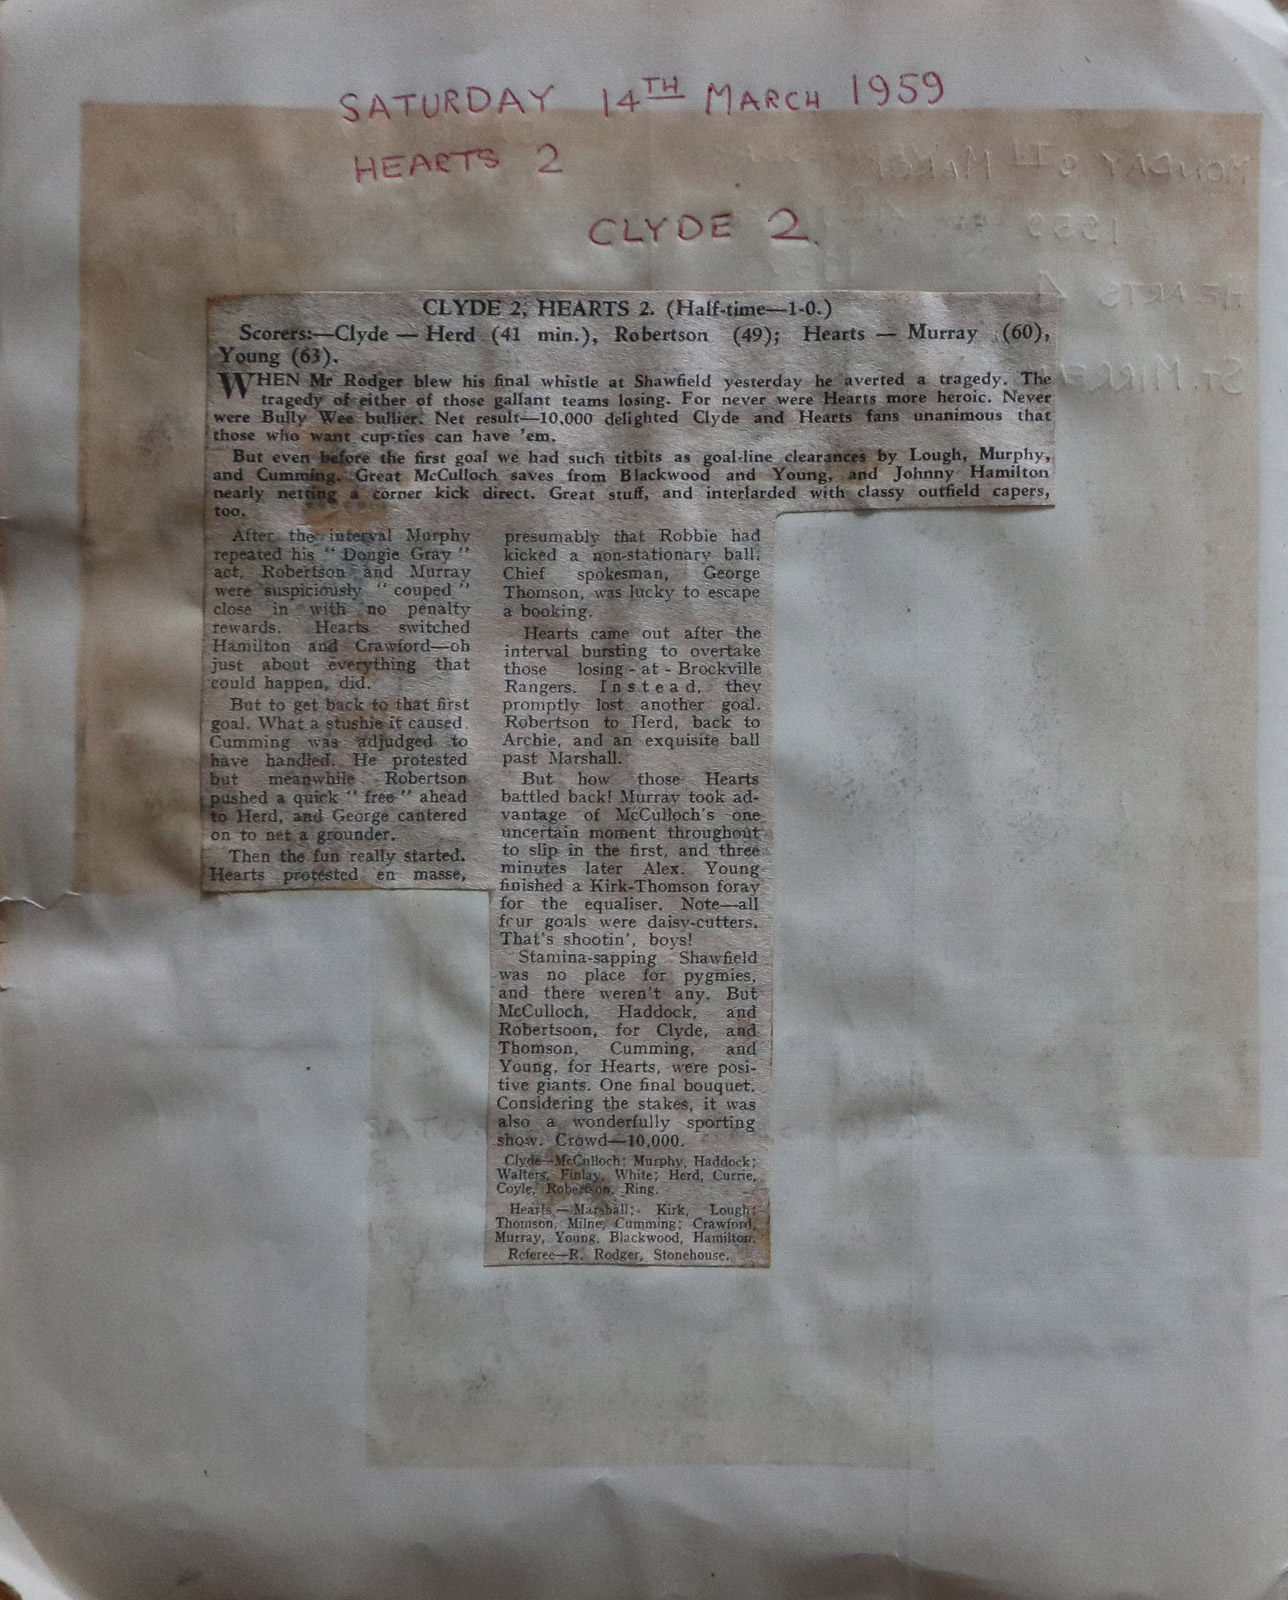 SATURDAY 14TH MARCH 1959
HEARTS 2
CLYDE 2.
CLYDE 2, HEARTS 2. (Half-time—1-0.)
Scorers:—Clyde — Herd (41 min.), Robertson (49); Hearts — Murray (60),
Young (63).
WHEN Mr Rodger blew his final whistle at Shawfield yesterday he averted a tragedy. The
tragedy of either of those gallant teams losing. For never were Hearts more heroic. Never
were Bully Wee bullier. Net result—10,000 delighted Clyde and Hearts fans unanimous that
those who want cup-ties can have 'em.
But even before the first goal we had such titbits as goal-line clearances by Lough, Murphy,
and Cumming. Great McCulloch saves from Blackwood and Young, and Johnny Hamilton
nearly netting a corner kick direct. Great stuff, and interlarded with classy outfield capers,
too.
After the interval Murphy
repeated his " Dongie Gray "
act. Robertson and Murray
were suspiciously " couped "
close in with no penalty
rewards. Hearts switched
Hamilton and Crawford—oh
just about everything that
could happen, did.
But to get back to that first
goal. What a stushie it caused.
Cumming was adjudged to
have handled. He protested
but meanwhile Robertson
pushed a quick " free " ahead
to Herd, and George cantered
on to net a grounder.
Then the fun really started.
Hearts protested en masse,
presumably that Robbie had
kicked a non-stationary ball.
Chief spokesman, George
Thomson, was lucky to escape
a booking.
Hearts came out after the
interval bursting to overtake
those losing - at - Brockville
Rangers. Instead, they
promptly lost another goal.
Robertson to Herd, back to
Archie, and an exquisite ball
past Marshall.
But how those Hearts
battled back! Murray took ad-
vantage of McCulloch's one
uncertain moment throughout
to slip in the first, and three
minutes later Alex. Young
finished a Kirk-Thomson foray
for the equaliser. Note—all
four goals were daisy-cutters.
That's shootin', boys!
Stamina-sapping Shawfield
was no place for pygmies,
and there weren't any. But
McCulloch, Haddock, and
Robertsoon, for Clyde, and
Thomson, Cumming, and
Young, for Hearts, were posi-
tive giants. One final bouquet.
Considering the stakes, it was
also a wonderfully sporting
show. Crowd—10,000.
Clyde—McCulloch; Murphy, Haddock;
Walters, Finlay, White; Herd, Currie,
Coyle, Robertson, Ring.
Hearts — Marshall; Kirk, Lough;
Thomson, Milne, Cumming; Crawford,
Murray, Young, Blackwood, Hamilton.
Referee—R. Rodger, Stonehouse.